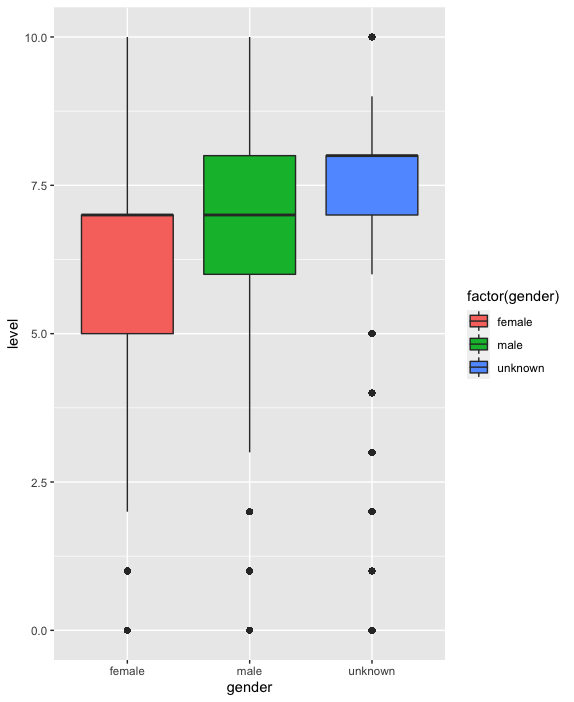 10.0
7.5
5.0
2.5
0.0
level
female male unknown
gender
factor(gender)
female
male
unknown